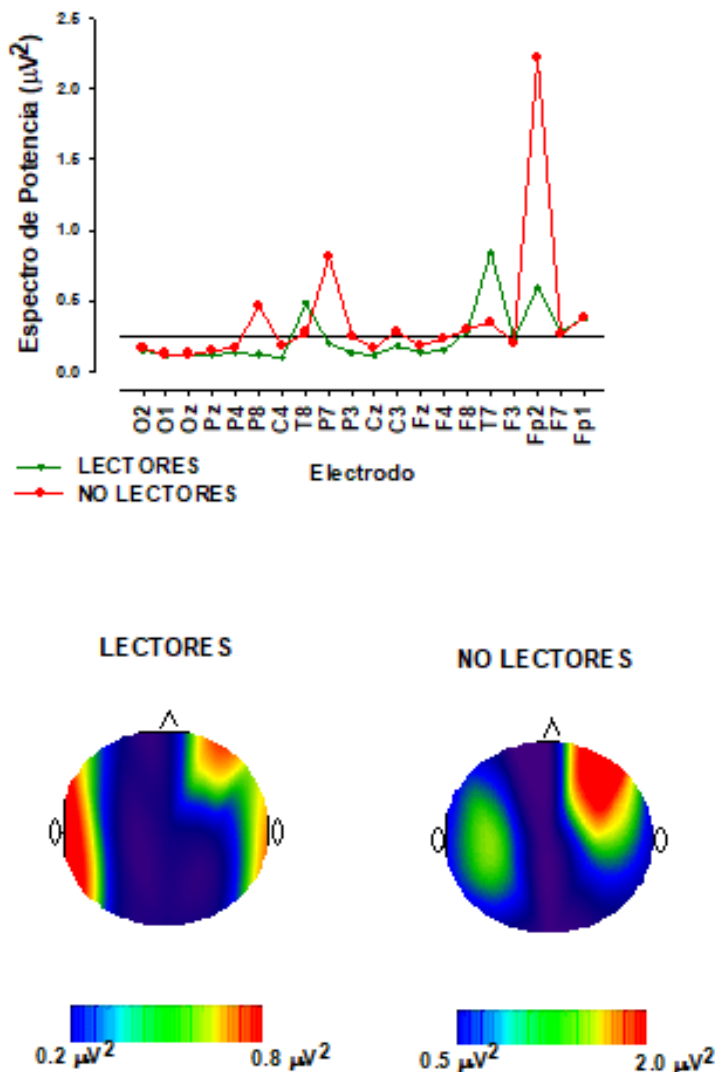 Espectro de Potencia (µV²)
2.5
2.0
1.5
1.0
0.5
0.0
O2 O1 Oz Pz P4 P8 C4 T8 P7 P3 Cz C3 Fz F4 F8 T7 F3 Fp2 F7 Fp1
Electrodo
LECTORES
NO LECTORES
LECTORES
NO LECTORES
0.2 µV² 0.8 µV²
0.5 µV² 2.0 µV²